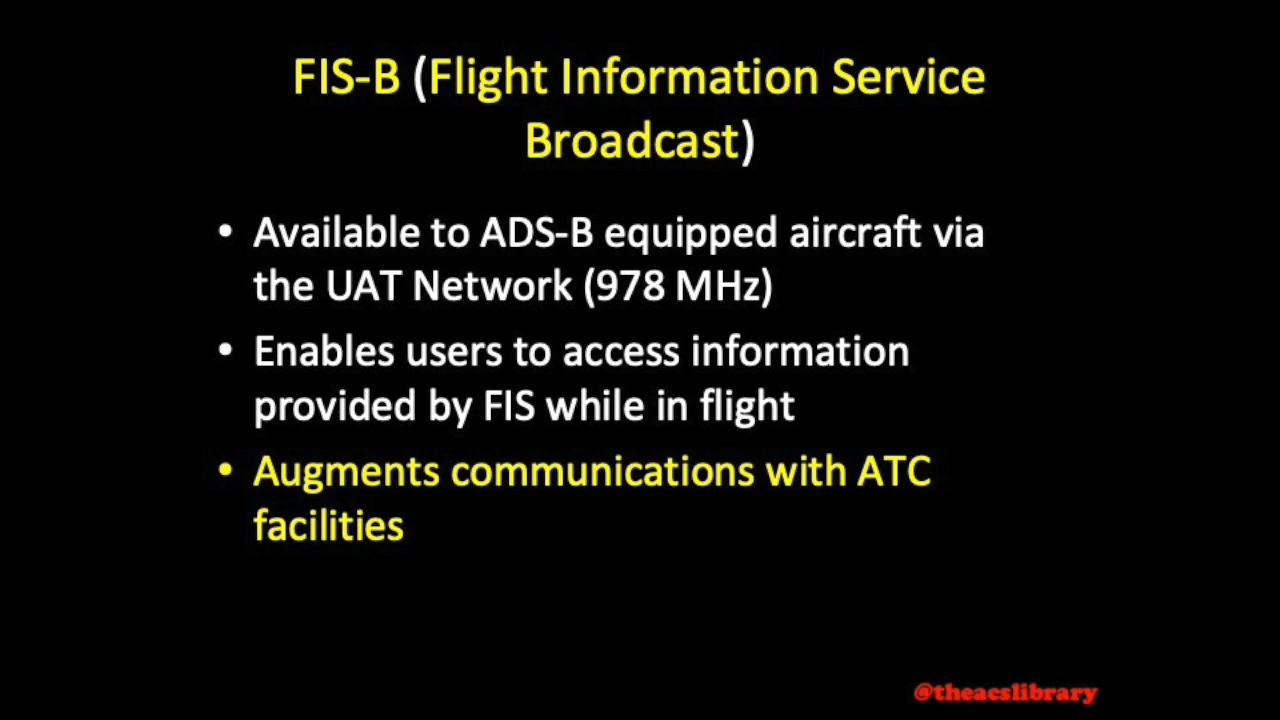 FIS-B (Flight Information Service
Broadcast)
• Available to ADS-B equipped aircraft via
the UAT Network (978 MHz)
• Enables users to access information
provided by FIS while in flight
• Augments communications with ATC
facilities
@theacslibrary